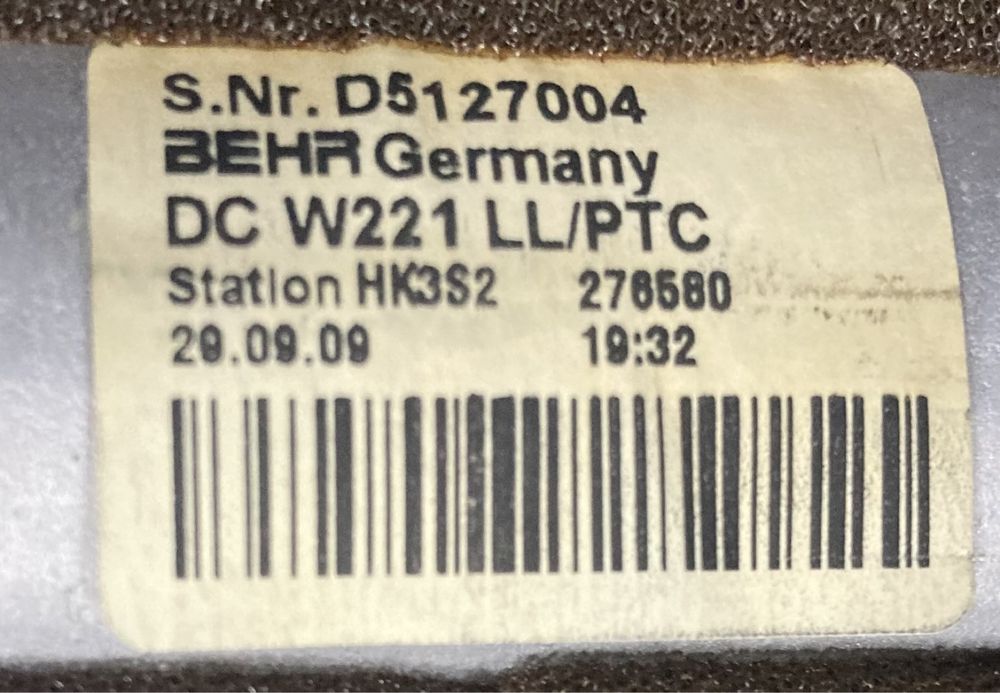 S.Nr. D5127004
BEHR Germany
DC W221 LL/PTC
Station HK3S2 276580
29.09.09 19:32